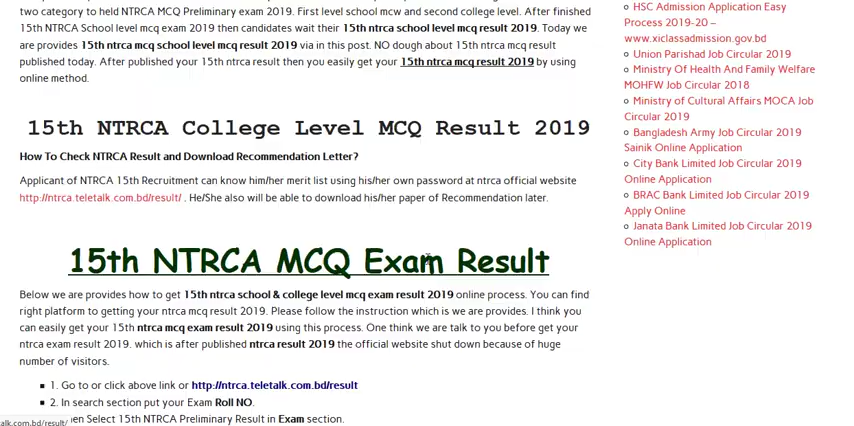 two category to held NTRCA MCQ Preliminary exam 2019. First level school mcw and second college level. After finished
15th NTRCA School level mcq exam 2019 then candidates wait their 15th ntrca school level mcq result 2019. Today we
are provides 15th ntrca mcq school level mcq result 2019 via in this post. NO dough about 15th ntrca mcq result
published today. After published your 15th ntrca result then you easily get your 15th ntrca mcq result 2019 by using
online method.
15th NTRCA College Level MCQ Result 2019
How To Check NTRCA Result and Download Recommendation Letter?
Applicant of NTRCA 15th Recruitment can know him/her merit list using his/her own password at ntrca official website
http://ntrca.teletalk.com.bd/result/ . He/She also will be able to download his/her paper of Recommendation later.
15th NTRCA MCQ Exam Result
Below we are provides how to get 15th ntrca school & college level mcq exam result 2019 online process. You can find
right platform to getting your ntrca mcq result 2019. Please follow the instruction which is we are provides. I think you
can easily get your 15th ntrca mcq exam result 2019 using this process. One think we are talk to you before get your
ntrca exam result 2019. which is after published ntrca result 2019 the official website shut down because of huge
number of visitors.
1. Go to or click above link or http://ntrca.teletalk.com.bd/result
2. In search section put your Exam Roll NO.
hen Select 15th NTRCA Preliminary Result in Exam section.
alk.com.bd/result/
HSC Admission Application Easy
Process 2019-20 –
www.xiclassadmission.gov.bd
Union Parishad Job Circular 2019
Ministry Of Health And Family Welfare
MOHFW Job Circular 2018
Ministry of Cultural Affairs MOCA Job
Circular 2019
Bangladesh Army Job Circular 2019
Sainik Online Application
City Bank Limited Job Circular 2019
Online Application
BRAC Bank Limited Job Circular 2019
Apply Online
Janata Bank Limited Job Circular 2019
Online Application